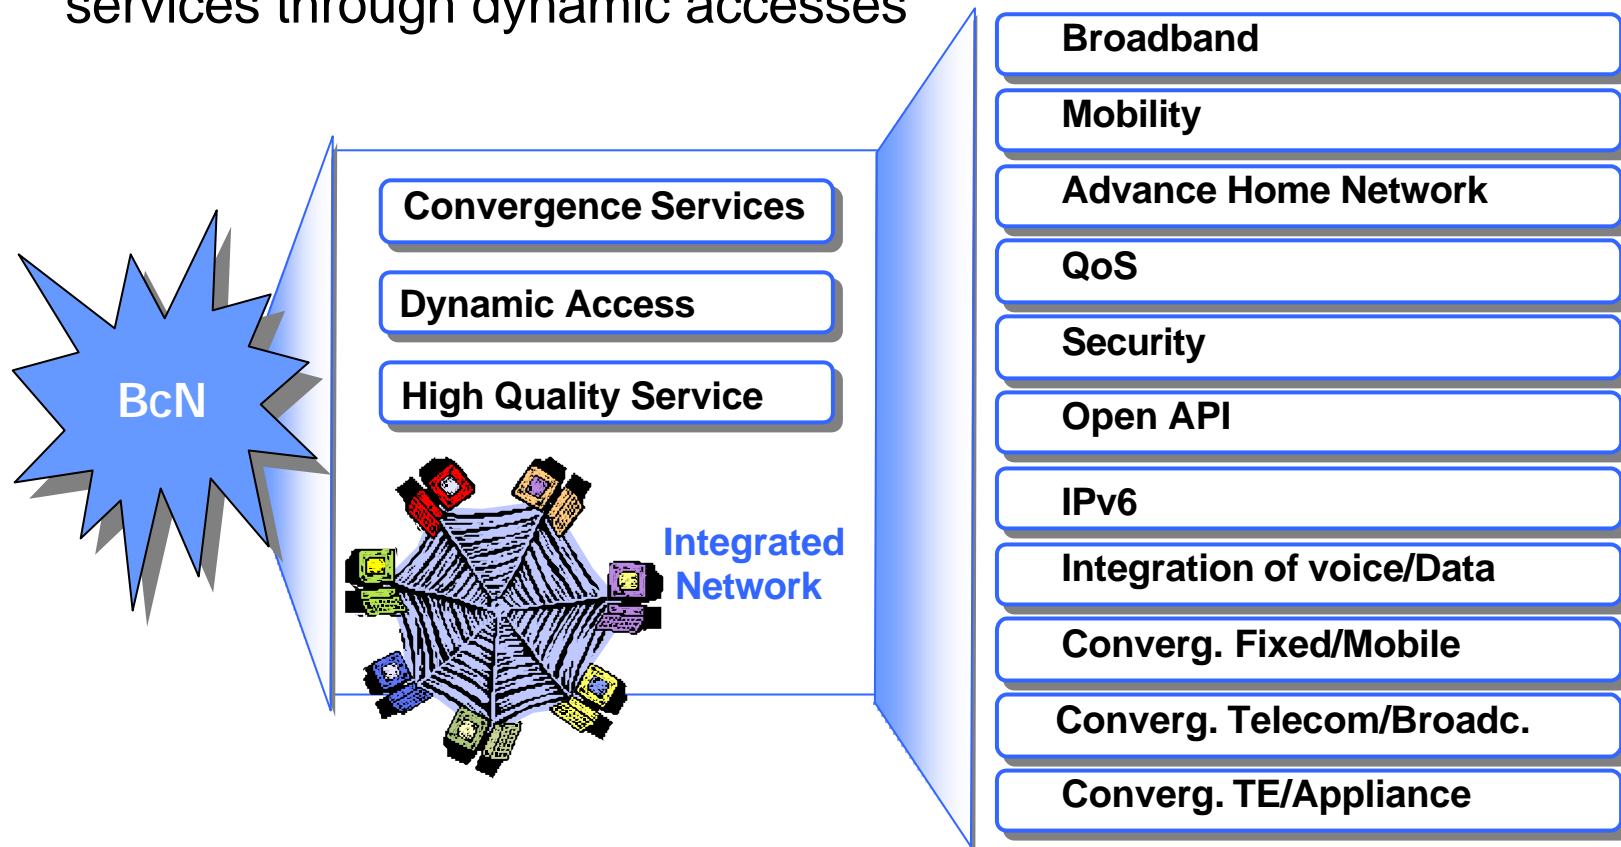 services through dynamic accesses
BcN
Convergence Services
Dynamic Access
High Quality Service
Integrated
Network
Broadband
Mobility
Advance Home Network
QoS
Security
Open API
IPv6
Integration of voice/Data
Converg. Fixed/Mobile
Converg. Telecom/Broadc.
Converg. TE/Appliance